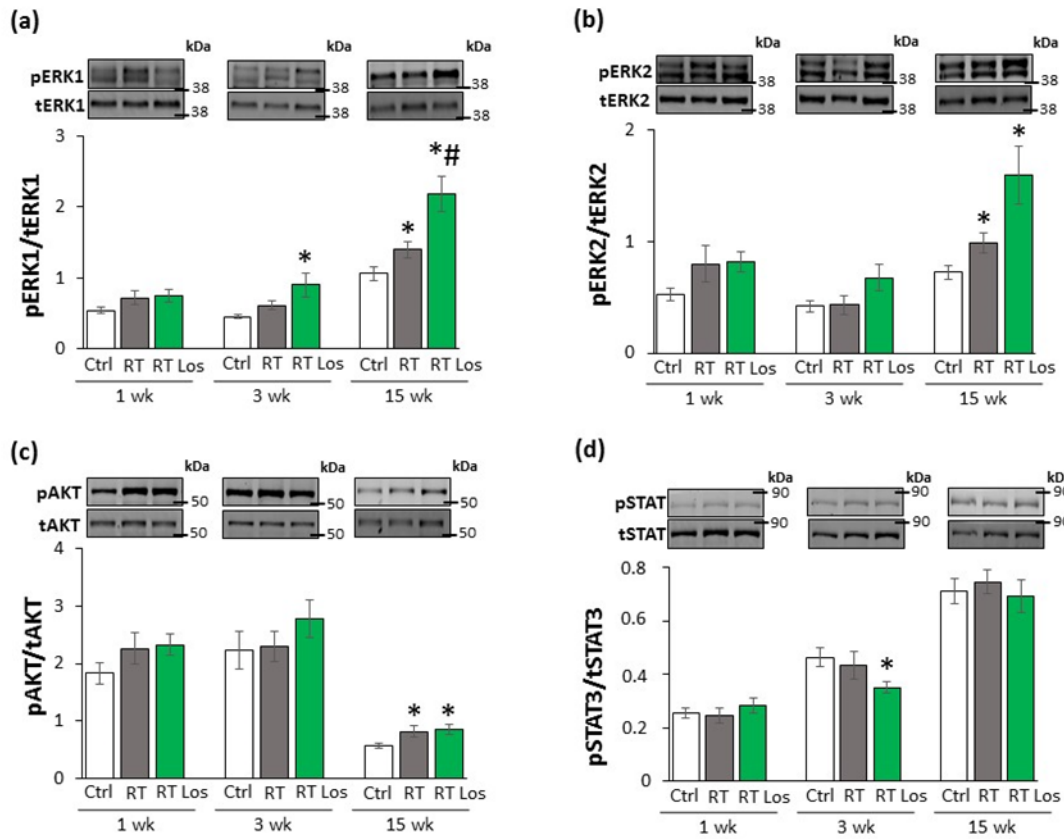 (a)
kDa kDa kDa
pERK1
38 38 38
tERK1
38 38 38
pERK1/tERK1
3
2
1
0
* * *#
Ctrl RT RT Los Ctrl RT RT Los Ctrl RT RT Los
1 wk 3 wk 15 wk
(b)
kDa kDa kDa
pERK2
38 38 38
tERK2
38 38 38
pERK2/tERK2
2
1
0
* *
Ctrl RT RT Los Ctrl RT RT Los Ctrl RT RT Los
1 wk 3 wk 15 wk
(c)
kDa kDa kDa
pAKT
50 50 50
tAKT
50 50 50
pAKT/tAKT
4
3
2
1
0
* *
Ctrl RT RT Los Ctrl RT RT Los Ctrl RT RT Los
1 wk 3 wk 15 wk
(d)
kDa kDa kDa
pSTAT
90 90 90
tSTAT
90 90 90
pSTAT3/tSTAT3
0.8
0.6
0.4
0.2
0
*
Ctrl RT RT Los Ctrl RT RT Los Ctrl RT RT Los
1 wk 3 wk 15 wk